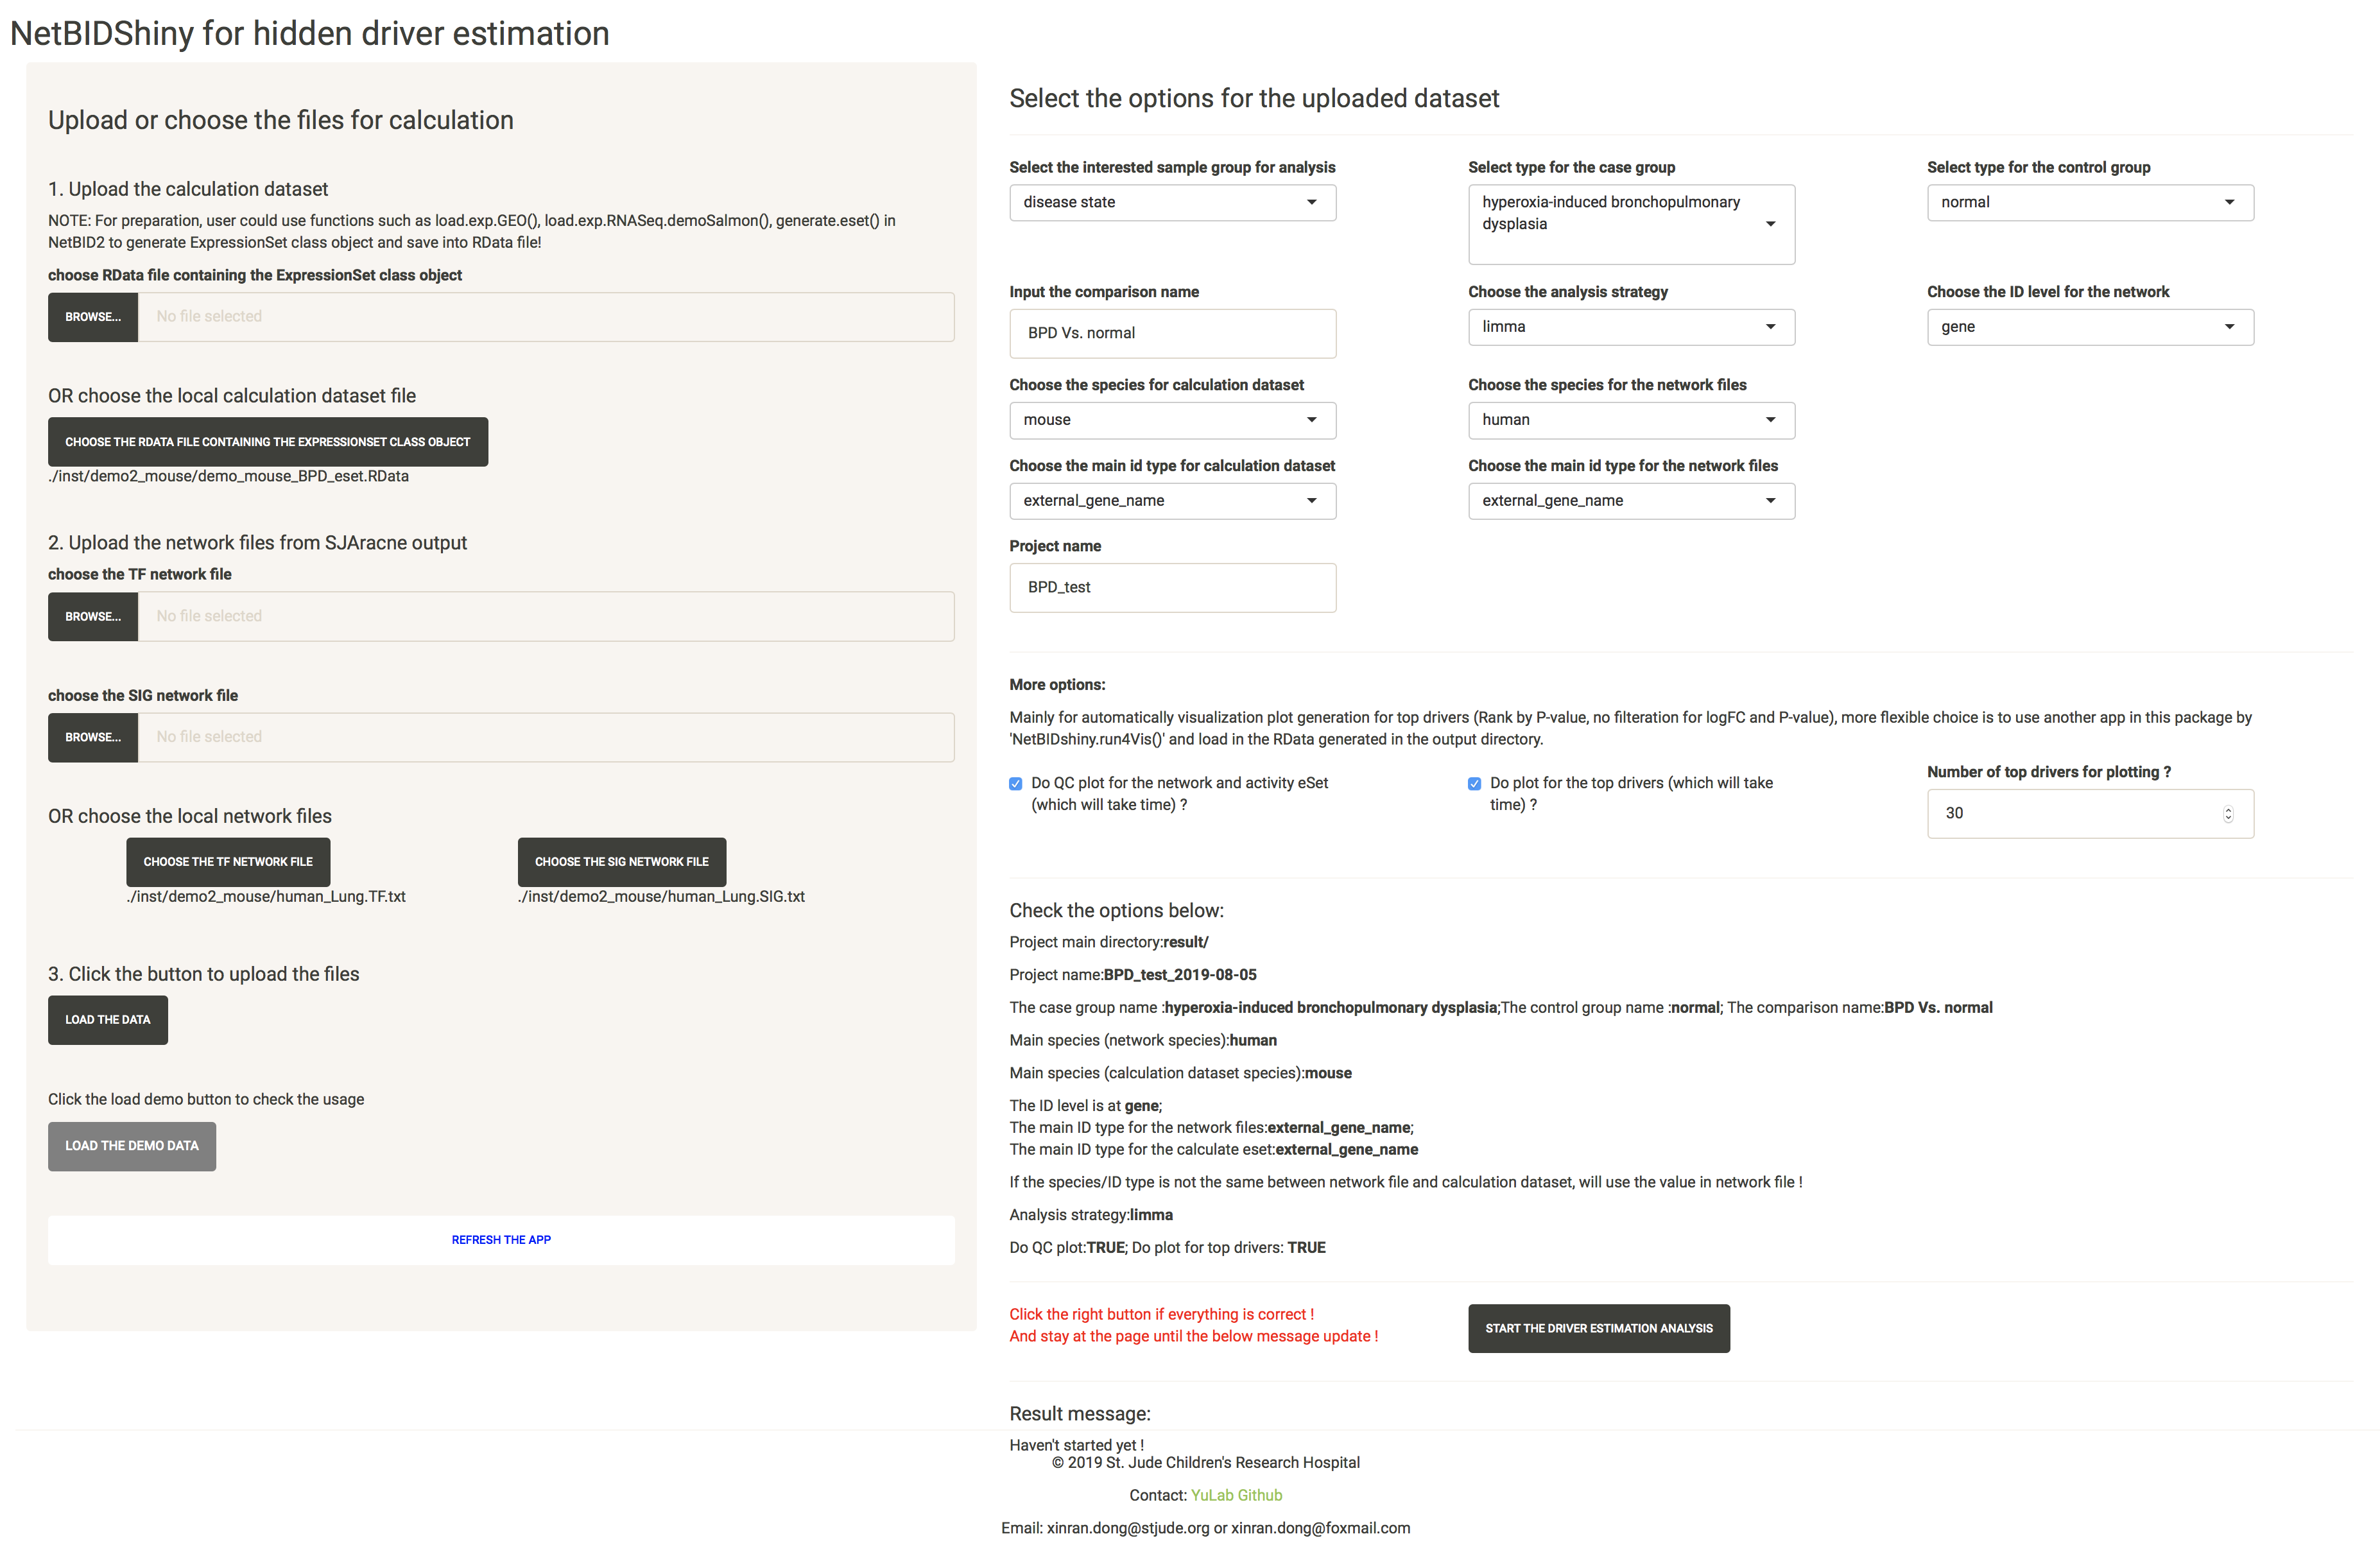 NetBIDShiny for hidden driver estimation
Upload or choose the files for calculation
1. Upload the calculation dataset
NOTE: For preparation, user could use functions such as load.exp.GEO(), load.exp.RNASeq.demoSalmon(), generate.eset() in
NetBID2 to generate ExpressionSet class object and save into RData file!
choose RData file containing the ExpressionSet class object
BROWSE... No file selected
OR choose the local calculation dataset file
CHOOSE THE RDATA FILE CONTAINING THE EXPRESSIONSET CLASS OBJECT
./inst/demo2_mouse/demo_mouse_BPD_eset.RData
2. Upload the network files from SJAracne output
choose the TF network file
BROWSE... No file selected
choose the SIG network file
BROWSE... No file selected
OR choose the local network files
CHOOSE THE TF NETWORK FILE CHOOSE THE SIG NETWORK FILE
./inst/demo2_mouse/human_Lung.TF.txt ./inst/demo2_mouse/human_Lung.SIG.txt
3. Click the button to upload the files
LOAD THE DATA
Click the load demo button to check the usage
LOAD THE DEMO DATA
REFRESH THE APP
Select the options for the uploaded dataset
Select the interested sample group for analysis
disease state
Select type for the case group
hyperoxia-induced bronchopulmonary
dysplasia
Select type for the control group
normal
Input the comparison name
BPD Vs. normal
Choose the analysis strategy
limma
Choose the ID level for the network
gene
Choose the species for calculation dataset
mouse
Choose the species for the network files
human
Choose the main id type for calculation dataset
external_gene_name
Choose the main id type for the network files
external_gene_name
Project name
BPD_test
More options:
Mainly for automatically visualization plot generation for top drivers (Rank by P-value, no filteration for logFC and P-value), more flexible choice is to use another app in this package by
'NetBIDshiny.run4Vis()' and load in the RData generated in the output directory.
Do QC plot for the network and activity eSet
(which will take time) ?
Do plot for the top drivers (which will take
time) ?
Number of top drivers for plotting ?
30
Check the options below:
Project main directory:result/
Project name:BPD_test_2019-08-05
The case group name :hyperoxia-induced bronchopulmonary dysplasia;The control group name :normal; The comparison name:BPD Vs. normal
Main species (network species):human
Main species (calculation dataset species):mouse
The ID level is at gene;
The main ID type for the network files:external_gene_name;
The main ID type for the calculate eset:external_gene_name
If the species/ID type is not the same between network file and calculation dataset, will use the value in network file !
Analysis strategy:limma
Do QC plot:TRUE; Do plot for top drivers: TRUE
Click the right button if everything is correct !
And stay at the page until the below message update !
START THE DRIVER ESTIMATION ANALYSIS
Result message:
Haven't started yet !
© 2019 St. Jude Children's Research Hospital
Contact: YuLab Github
Email: xinran.dong@stjude.org or xinran.dong@foxmail.com